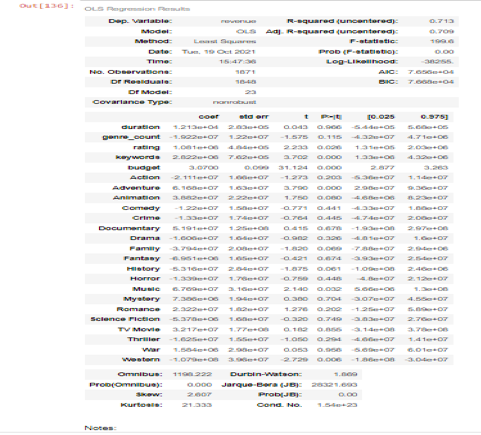 Out[136]:
OLS Regression Results
Dep. Variable: revenue R-squared (uncentered): 0.713
Model: OLS Adj. R-squared (uncentered): 0.709
Method: Least Squares F-statistic: 199.6
Date: Tue, 19 Oct 2021 Prob (F-statistic): 0.00
Time: 15:47:36 Log-Likelihood: -38255.
No. Observations: 1871 AIC: 7.656e+04
Df Residuals: 1848 BIC: 7.668e+04
Df Model: 23
Covariance Type: nonrobust
coef std err t P>|t| [0.025 0.975]
duration 1.213e+04 2.83e+05 0.043 0.966 -5.44e+05 5.68e+05
genre_count -1.922e+07 1.22e+07 -1.575 0.115 -4.32e+07 4.71e+06
rating 1.081e+06 4.84e+05 2.233 0.026 1.31e+05 2.03e+06
keywords 2.822e+06 7.62e+05 3.702 0.000 1.33e+06 4.32e+06
budget 3.0700 0.099 31.124 0.000 2.877 3.263
Action -2.111e+07 1.66e+07 -1.273 0.203 -5.36e+07 1.14e+07
Adventure 6.168e+07 1.63e+07 3.790 0.000 2.98e+07 9.36e+07
Animation 3.882e+07 2.22e+07 1.750 0.080 -4.68e+06 8.23e+07
Comedy -1.22e+07 1.58e+07 -0.771 0.441 -4.33e+07 1.88e+07
Crime -1.33e+07 1.74e+07 -0.764 0.445 -4.74e+07 2.08e+07
Documentary 5.191e+07 1.25e+08 0.415 0.678 -1.93e+08 2.97e+08
Drama -1.606e+07 1.64e+07 -0.982 0.326 -4.81e+07 1.6e+07
Family -3.794e+07 2.08e+07 -1.820 0.069 -7.88e+07 2.94e+06
Fantasy -6.951e+06 1.65e+07 -0.421 0.674 -3.93e+07 2.54e+07
History -5.316e+07 2.84e+07 -1.875 0.061 -1.09e+08 2.46e+06
Horror -1.339e+07 1.76e+07 -0.759 0.448 -4.8e+07 2.12e+07
Music 6.769e+07 3.16e+07 2.140 0.032 5.66e+06 1.3e+08
Mystery 7.386e+06 1.94e+07 0.380 0.704 -3.07e+07 4.55e+07
Romance 2.322e+07 1.82e+07 1.276 0.202 -1.25e+07 5.89e+07
Science Fiction -5.378e+06 1.68e+07 -0.320 0.749 -3.83e+07 2.76e+07
TV Movie 3.217e+07 1.77e+08 0.182 0.855 -3.14e+08 3.78e+08
Thriller -1.625e+07 1.55e+07 -1.050 0.294 -4.66e+07 1.41e+07
War 1.584e+06 2.98e+07 0.053 0.958 -5.69e+07 6.01e+07
Western -1.079e+08 3.96e+07 -2.729 0.006 -1.86e+08 -3.04e+07
Omnibus: 1198.222 Durbin-Watson: 1.869
Prob(Omnibus): 0.000 Jarque-Bera (JB): 28321.693
Skew: 2.607 Prob(JB): 0.00
Kurtosis: 21.333 Cond. No. 1.54e+23
Notes: